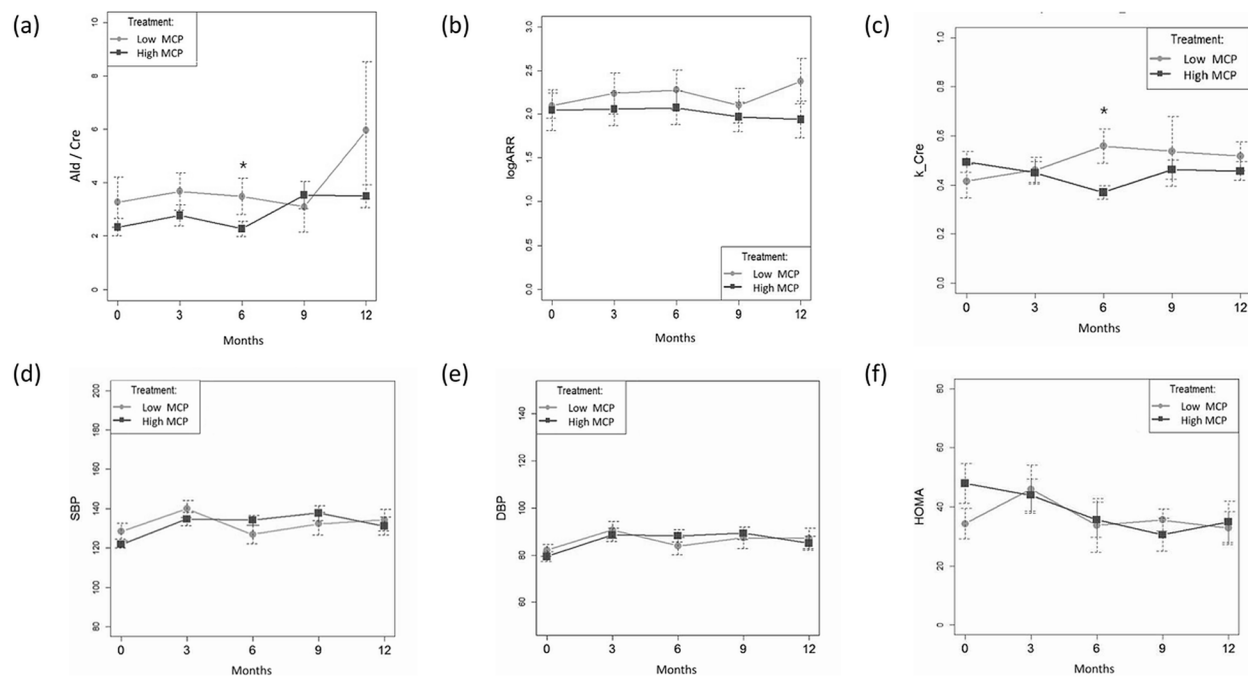 (a)
Treatment:
Low MCP
High MCP
Ald / Cre
10
8
6
4
2
0
*
0 3 6 9 12
Months
(b)
logARR
3.0
2.5
2.0
1.5
1.0
0.5
0.0
Treatment:
Low MCP
High MCP
0 3 6 9 12
Months
(c)
Treatment:
Low MCP
High MCP
k_Cre
1.0
0.8
0.6
0.4
0.2
0.0
*
0 3 6 9 12
Months
(d)
Treatment:
Low MCP
High MCP
SBP
200
180
160
140
120
100
80
0 3 6 9 12
Months
(e)
Treatment:
Low MCP
High MCP
DBP
140
120
100
80
60
0 3 6 9 12
Months
(f)
Treatment:
Low MCP
High MCP
HOMA
80
60
40
20
0
0 3 6 9 12
Months